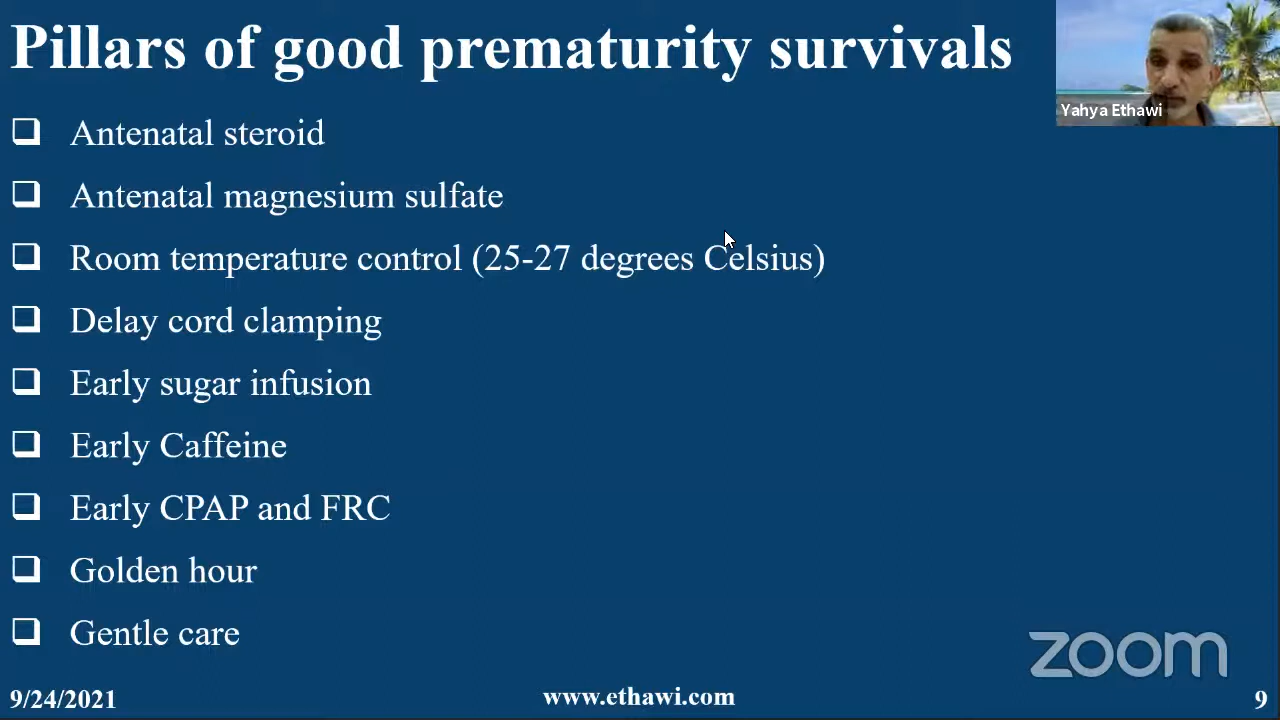 Pillars of good prematurity survivals
Yahya Ethawi
Antenatal steroid
Antenatal magnesium sulfate
Room temperature control (25-27 degrees Celsius)
Delay cord clamping
Early sugar infusion
Early Caffeine
Early CPAP and FRC
Golden hour
Gentle care
zoom
9/24/2021
www.ethawi.com
9